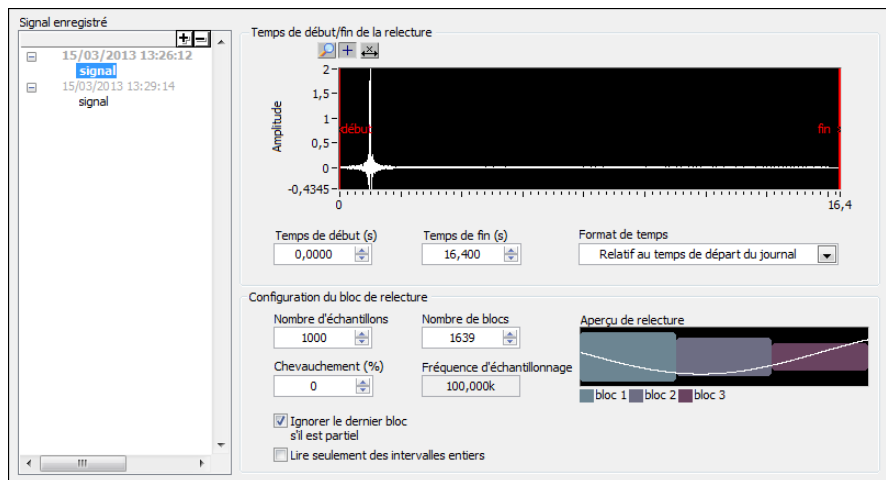 Signal enregistré
15/03/2013 13:26:12
signal
15/03/2013 13:29:14
signal
Temps de début/fin de la relecture
Amplitude
2
1,5
1
0,5
0
-0,4345
début
fin
0
16,4
Temps de début (s)
Temps de fin (s)
Format de temps
0,0000
16,400
Relatif au temps de départ du journal
Configuration du bloc de relecture
Nombre d'échantillons
Nombre de blocs
Aperçu de relecture
1000
1639
Chevauchement (%)
Fréquence d'échantillonnage
0
100,000k
bloc 1 bloc 2 bloc 3
Ignorer le dernier bloc
s'il est partiel
Lire seulement des intervalles entiers